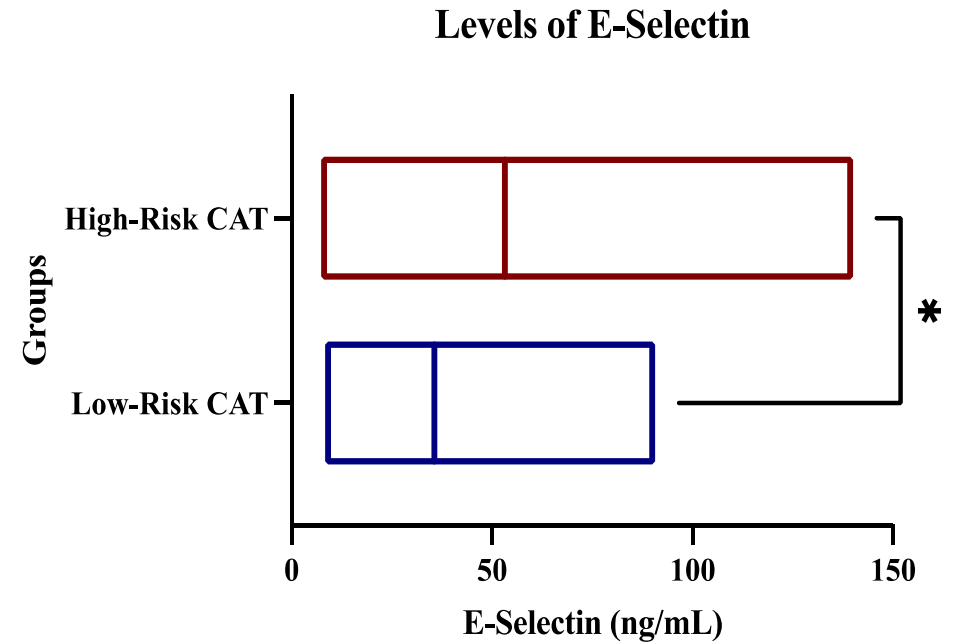 Levels of E-Selectin
High-Risk CAT
Low-Risk CAT
Groups
*
0 50 100 150
E-Selectin (ng/mL)